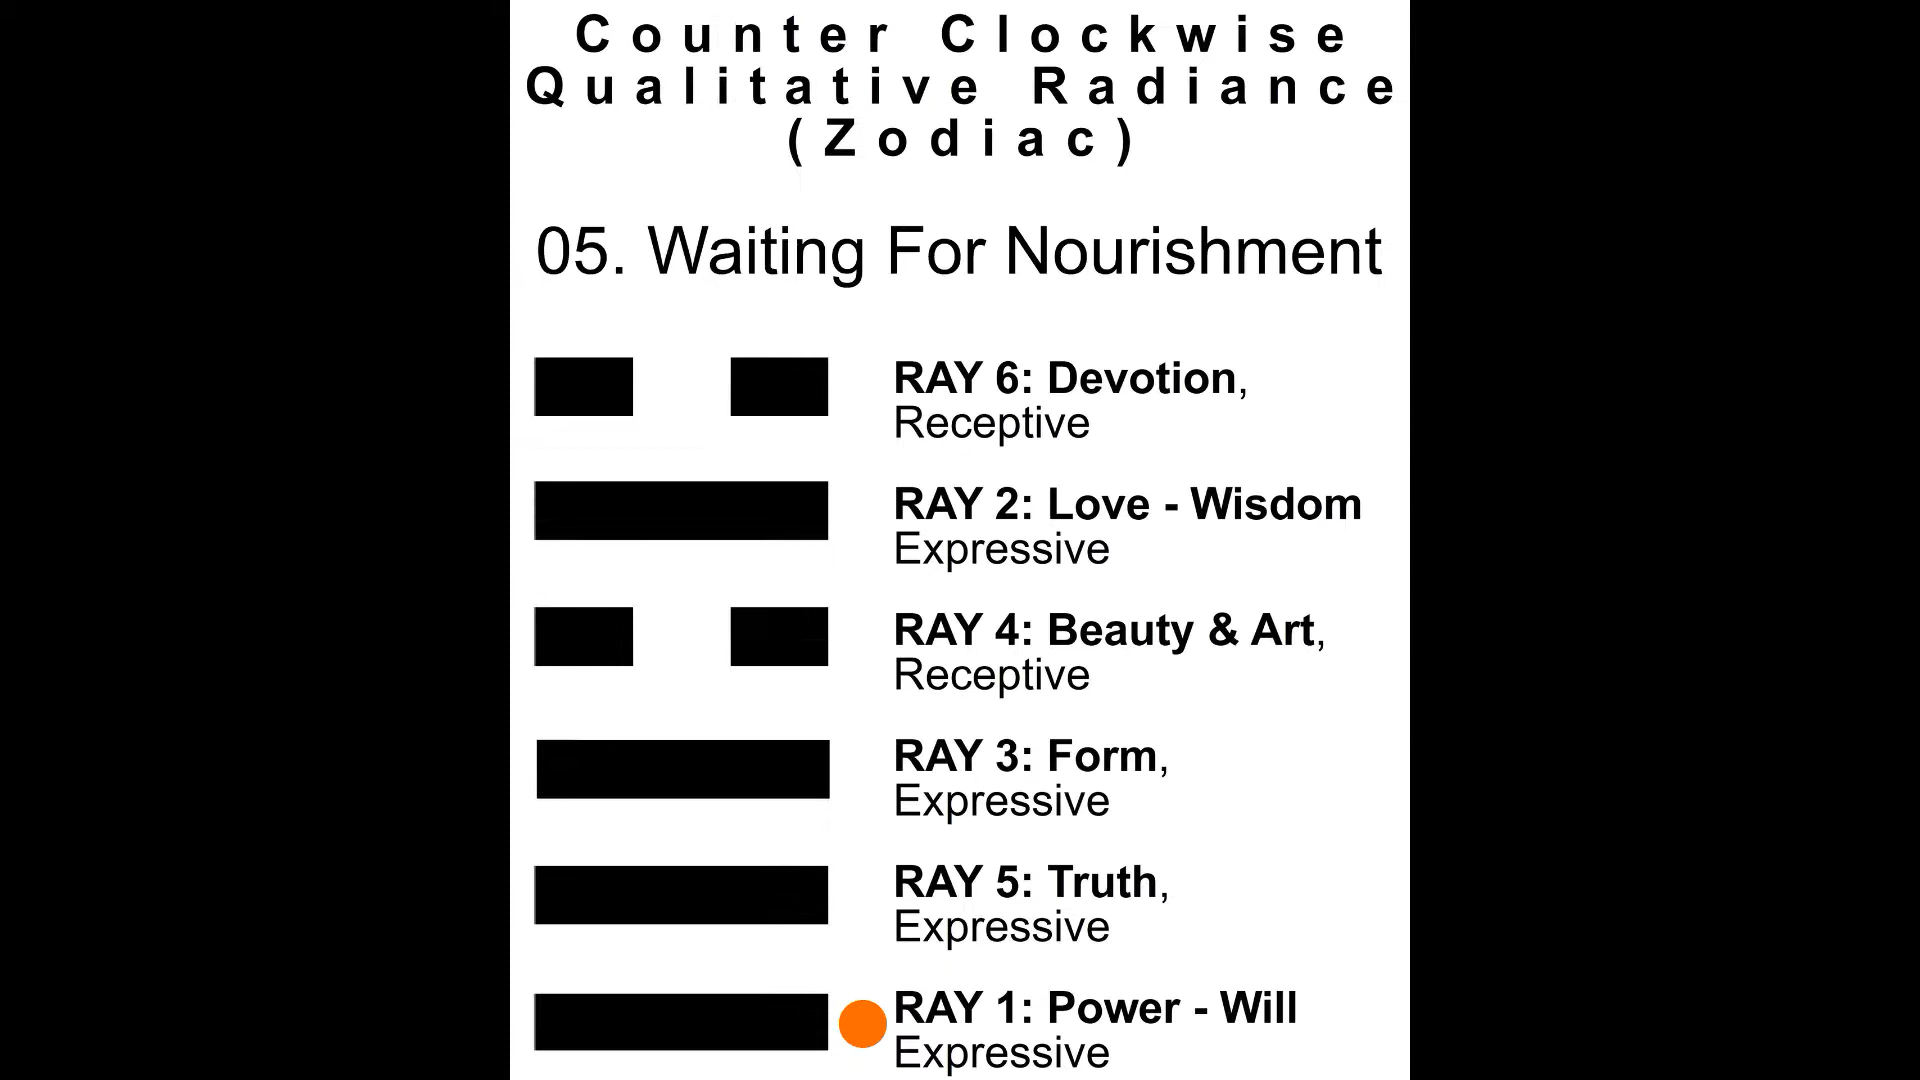 Counter Clockwise
Qualitative Radiance
(Zodiac)
05. Waiting For Nourishment
RAY 6: Devotion,
Receptive
RAY 2: Love - Wisdom
Expressive
RAY 4: Beauty & Art,
Receptive
RAY 3: Form,
Expressive
RAY 5: Truth,
Expressive
RAY 1: Power - Will
Expressive